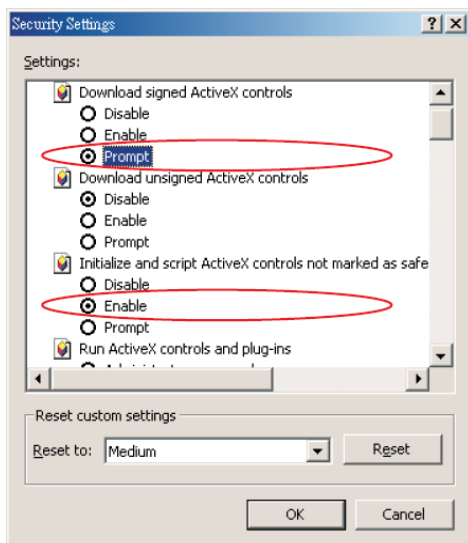 Security Settings
Settings:
Download signed ActiveX controls
Disable
Enable
Prompt
Download unsigned ActiveX controls
Disable
Enable
Prompt
Initialize and script ActiveX controls not marked as safe
Disable
Enable
Prompt
Run ActiveX controls and plug-ins
Reset custom settings
Reset to: Medium Reset
OK Cancel